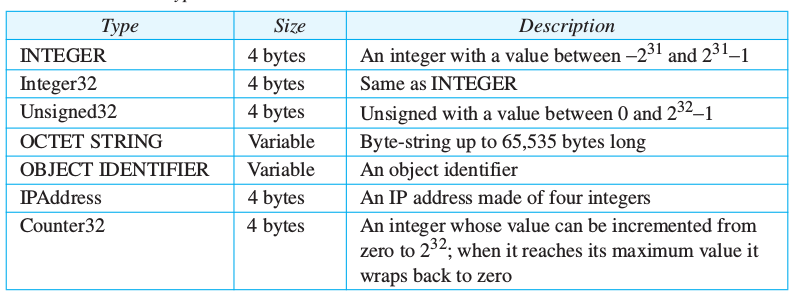 Type Size Description
INTEGER 4 bytes An integer with a value between –2^31 and 2^31–1
Integer32 4 bytes Same as INTEGER
Unsigned32 4 bytes Unsigned with a value between 0 and 2^32–1
OCTET STRING Variable Byte-string up to 65,535 bytes long
OBJECT IDENTIFIER Variable An object identifier
IPAddress 4 bytes An IP address made of four integers
Counter32 4 bytes An integer whose value can be incremented from
zero to 2^32; when it reaches its maximum value it
wraps back to zero